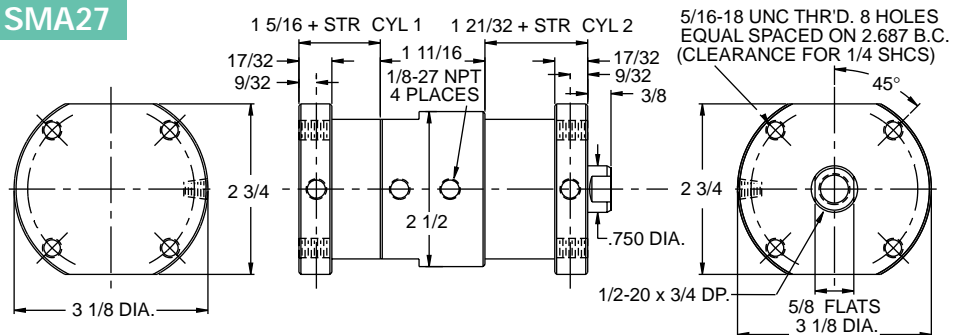 SMA27
1 5/16 + STR CYL 1
1 21/32 + STR CYL 2
5/16-18 UNC THR'D. 8 HOLES
EQUAL SPACED ON 2.687 B.C.
(CLEARANCE FOR 1/4 SHCS)
17/32
1 11/16
17/32
9/32
1/8-27 NPT
4 PLACES
9/32
3/8
45°
2 3/4
2 1/2
2 3/4
.750 DIA.
1/2-20 x 3/4 DP.
5/8 FLATS
3 1/8 DIA.
3 1/8 DIA.